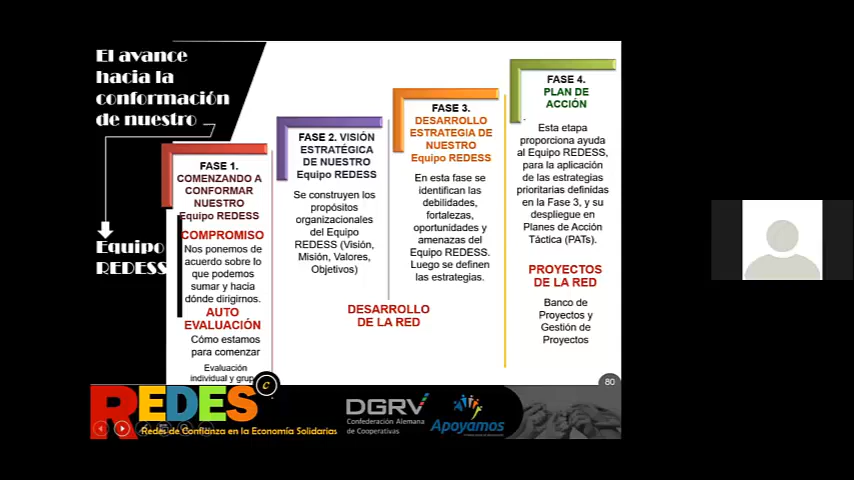 El avance
hacia la
conformación
de nuestro
Equipo
REDESS
FASE 1.
COMENZANDO A
CONFORMAR
NUESTRO
Equipo REDESS
COMPROMISO
Nos ponemos de
acuerdo sobre lo
que podemos
sumar y hacia
dónde dirigirnos.
AUTO
EVALUACIÓN
Cómo estamos
para comenzar
Evaluación
individual y grup
FASE 2. VISIÓN
ESTRATÉGICA
DE NUESTRO
Equipo REDESS
Se construyen los
propósitos
organizacionales
del Equipo
REDESS (Visión,
Misión, Valores,
Objetivos)
FASE 3.
DESARROLLO
ESTRATEGIA DE
NUESTRO
Equipo REDESS
En esta fase se
identifican las
debilidades,
fortalezas,
oportunidades y
amenazas del
Equipo REDESS.
Luego se definen
las estrategias.
DESARROLLO
DE LA RED
FASE 4.
PLAN DE
ACCIÓN
Esta etapa
proporciona ayuda
al Equipo REDESS,
para la aplicación
de las estrategias
prioritarias definidas
en la Fase 3, y su
despliegue en
Planes de Acción
Táctica (PATs).
PROYECTOS
DE LA RED
Banco de
Proyectos y
Gestión de
Proyectos
80
REDES
c
Redes de Confianza en la Economía Solidarias
DGRV
Confederación Alemana
de Cooperativas
Apoyamos